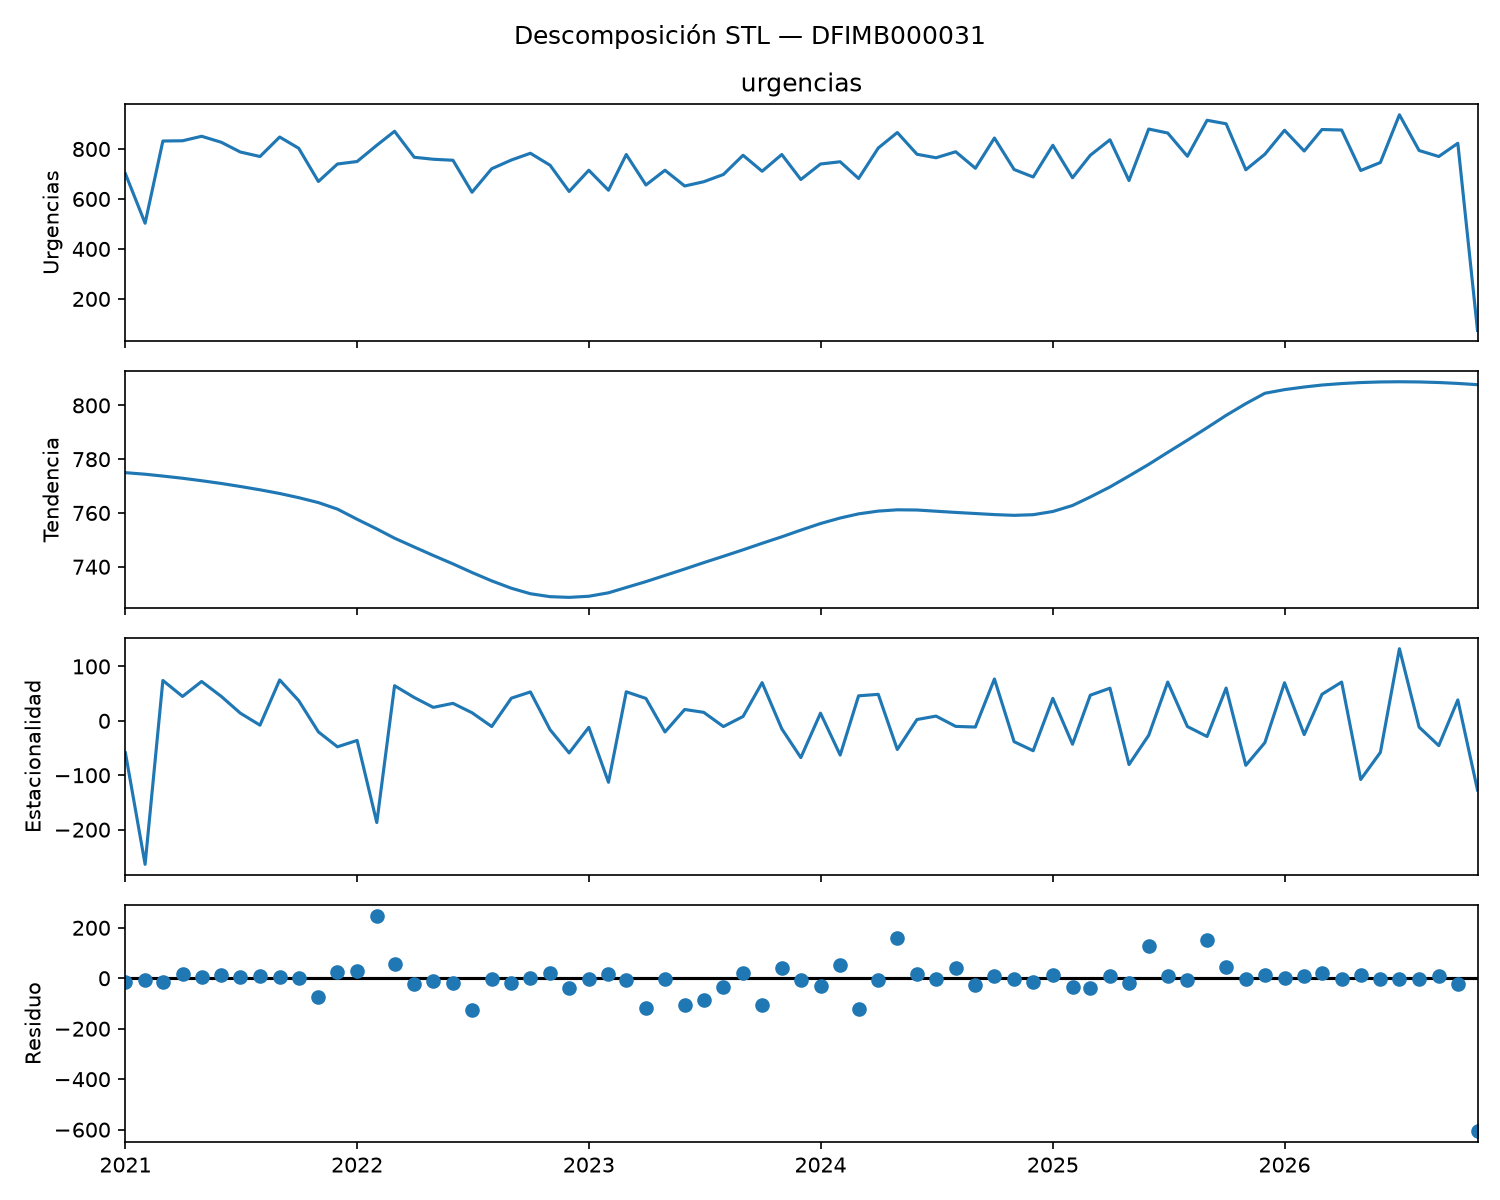 Descomposición STL — DFIMB000031
urgencias
Urgencias
800
600
400
200
Tendencia
800
780
760
740
Estacionalidad
100
0
−100
−200
Residuo
200
0
−200
−400
−600
2021 2022 2023 2024 2025 2026